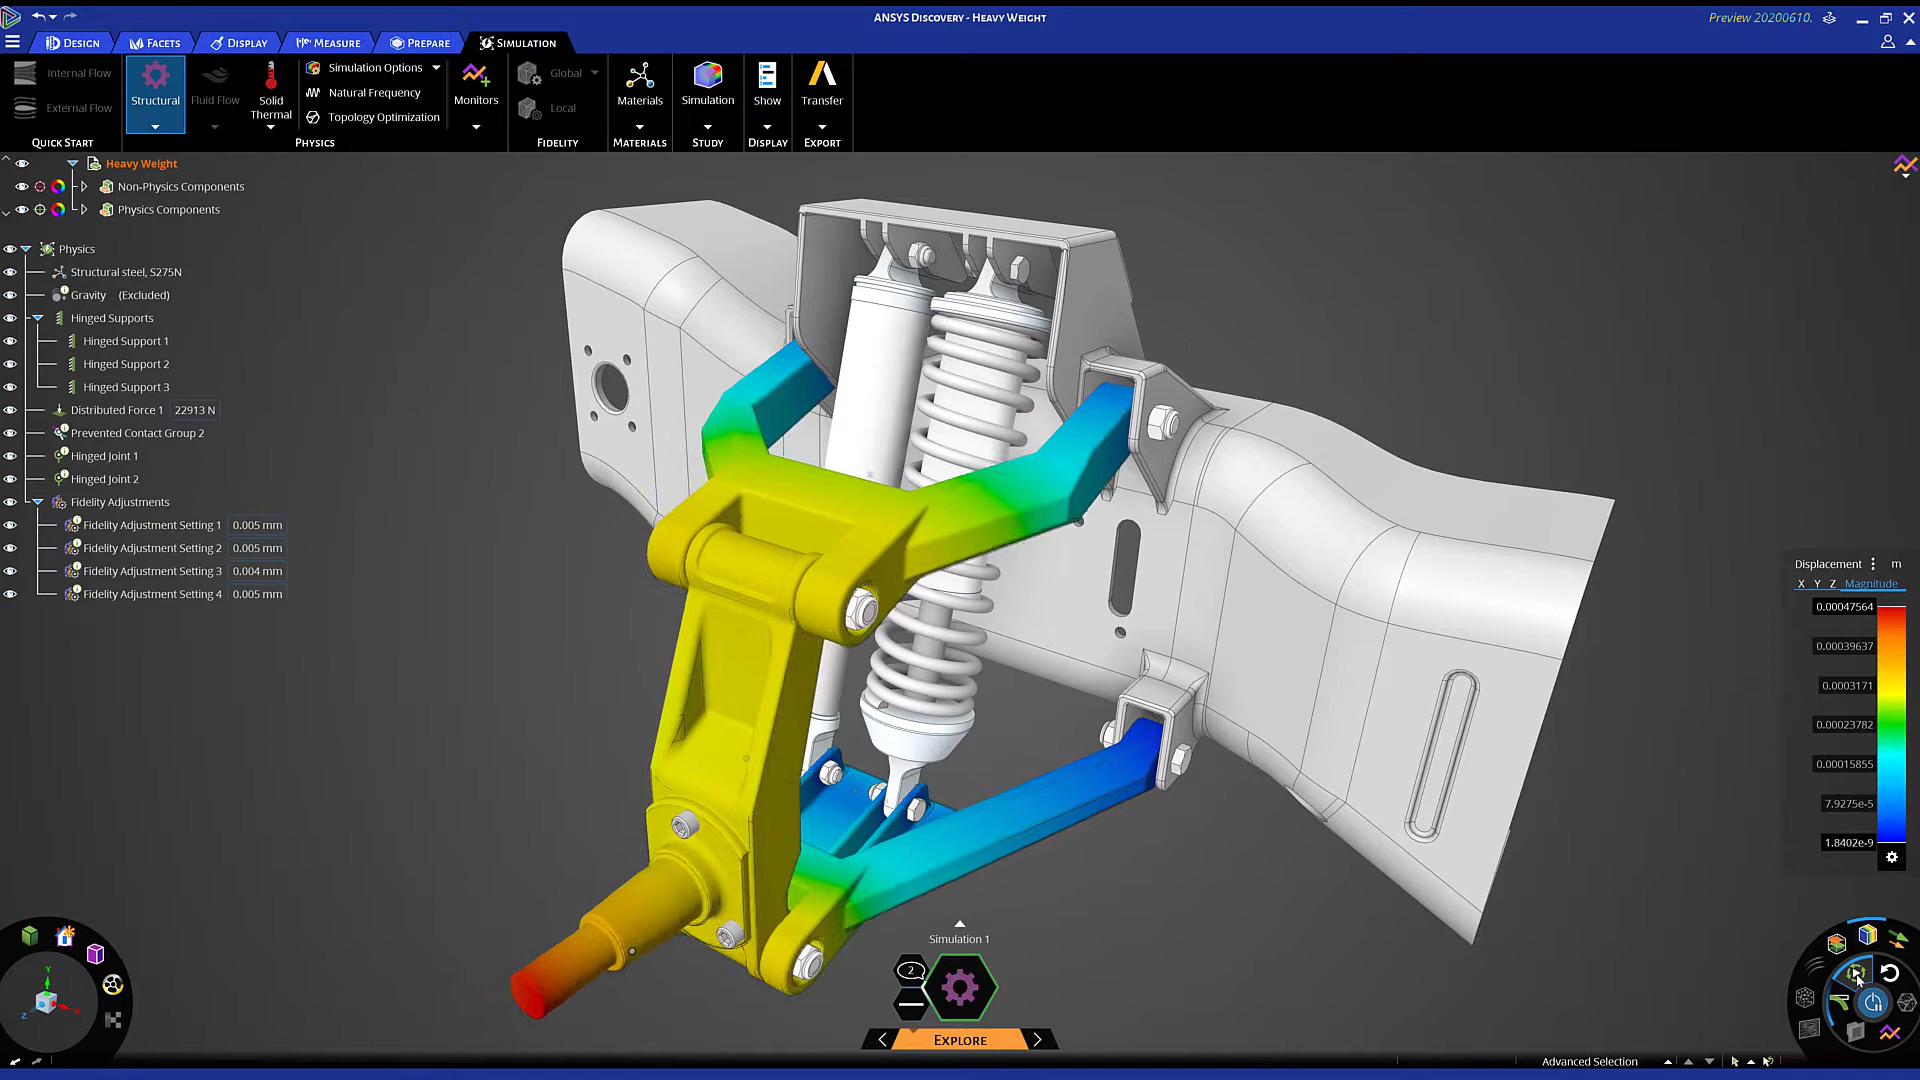 ANSYS DISCOVERY - HEAVY WEIGHT
Preview 20200610.
DESIGN
FACETS
DISPLAY
MEASURE
PREPARE
SIMULATION
Internal Flow
External Flow
QUICK START
Structural
Fluid Flow
Solid Thermal
Simulation Options
Natural Frequency
Topology Optimization
PHYSICS
Monitors
Global
Local
FIDELITY
Materials
MATERIALS
Simulation
STUDY
Show
DISPLAY
Transfer
EXPORT
Heavy Weight
Non-Physics Components
Physics Components
Physics
Structural steel, S275N
Gravity (Excluded)
Hinged Supports
Hinged Support 1
Hinged Support 2
Hinged Support 3
Distributed Force 1 22913 N
Prevented Contact Group 2
Hinged Joint 1
Hinged Joint 2
Fidelity Adjustments
Fidelity Adjustment Setting 1 0.005 mm
Fidelity Adjustment Setting 2 0.005 mm
Fidelity Adjustment Setting 3 0.004 mm
Fidelity Adjustment Setting 4 0.005 mm
Displacement m
X Y Z Magnitude
0.00047564
0.00039637
0.0003171
0.00023782
0.00015855
7.9275e-5
1.8402e-9
Simulation 1
2
EXPLORE
Y
Z
X
Advanced Selection